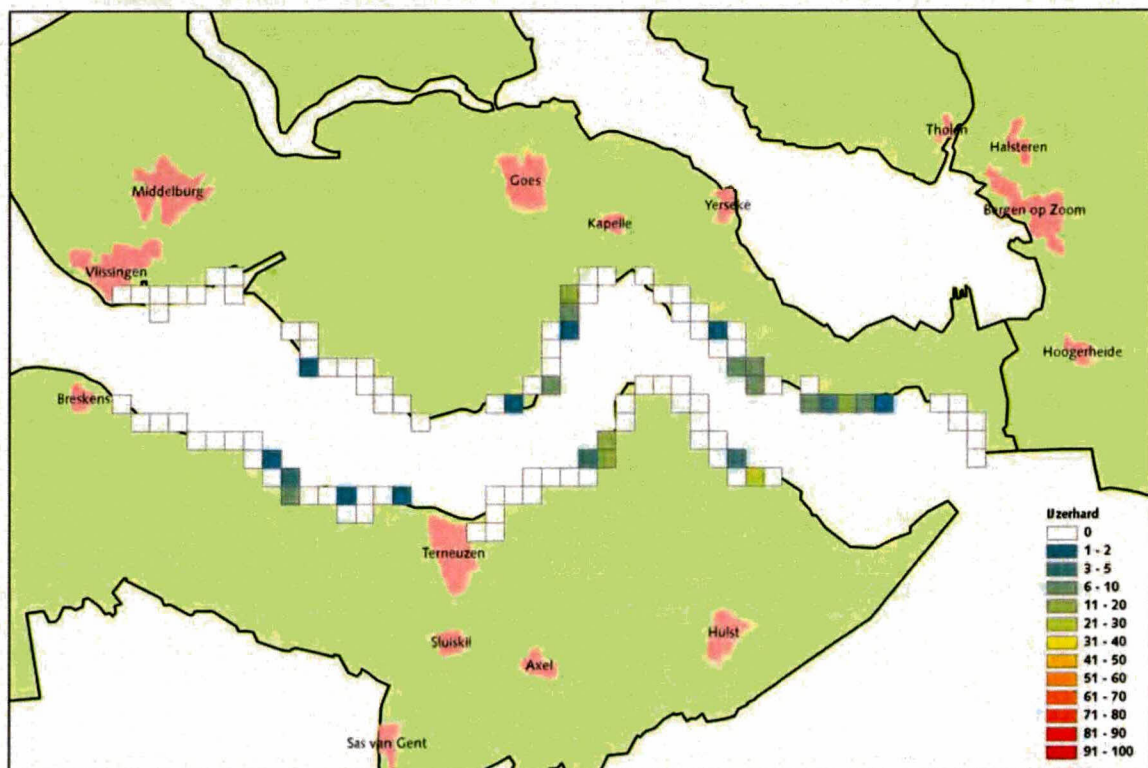 Tholen
Halsteren
Middelburg
Goes
Yerseke
Bergen op Zoom
Kapelle
Vlissingen
Hoogerheide
Breskens
IJzerhard
0
1 - 2
3 - 5
6 - 10
11 - 20
21 - 30
31 - 40
41 - 50
51 - 60
61 - 70
71 - 80
81 - 90
91 - 100
Terneuzen
Sluiskil
Axel
Hulst
Sas van Gent